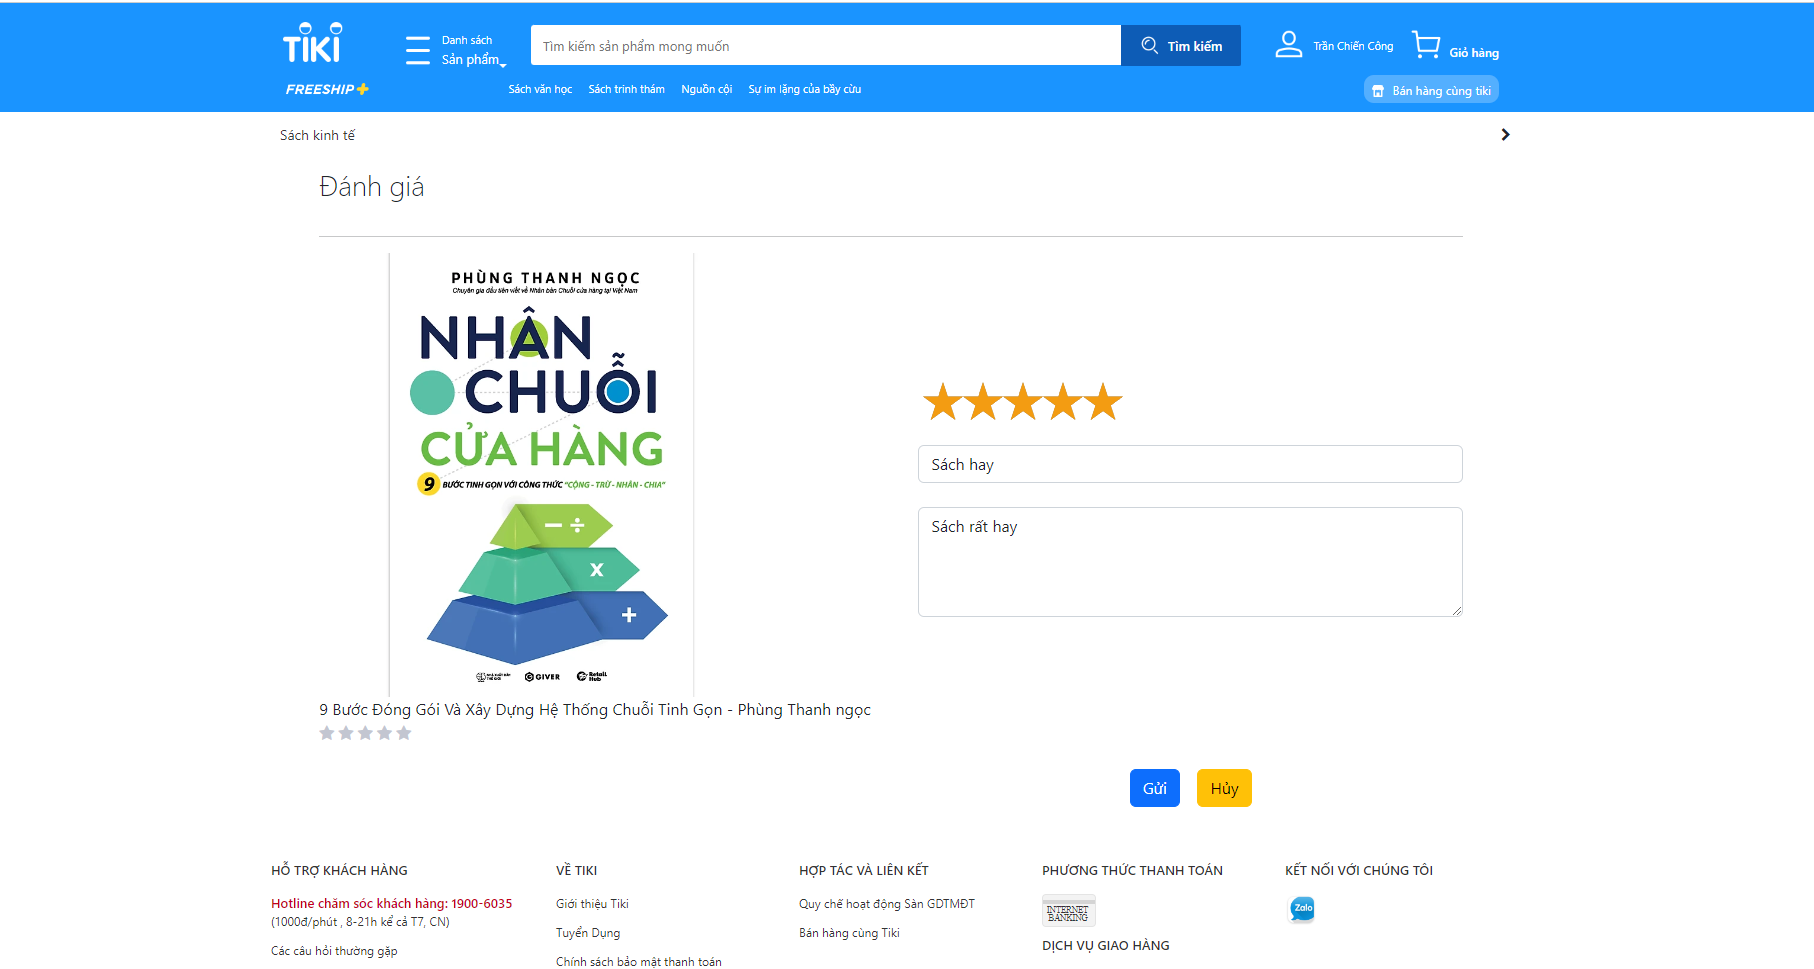 TIKI
Danh sách
Sản phẩm
Tìm kiếm sản phẩm mong muốn
Tìm kiếm
Trần Chiến Công
Giỏ hàng
FREESHIP+
Sách văn học
Sách trinh thám
Nguồn cội
Sự im lặng của bầy cừu
Bán hàng cùng tiki
Sách kinh tế
Đánh giá
PHÙNG THANH NGỌC
Chuyên gia đầu tiên viết về Nhân bản Chuỗi cửa hàng tại Việt Nam
NHÂN
CHUỖI
CỬA HÀNG
9 BƯỚC TINH GỌN VỚI CÔNG THỨC "CỘNG - TRỪ - NHÂN - CHIA"
− ÷
x
+
GIVER
Retail Hub
Sách hay
Sách rất hay
9 Bước Đóng Gói Và Xây Dựng Hệ Thống Chuỗi Tinh Gọn - Phùng Thanh ngọc
Gửi
Hủy
HỖ TRỢ KHÁCH HÀNG
Hotline chăm sóc khách hàng: 1900-6035
(1000đ/phút , 8-21h kể cả T7, CN)
Các câu hỏi thường gặp
VỀ TIKI
Giới thiệu Tiki
Tuyển Dụng
Chính sách bảo mật thanh toán
HỢP TÁC VÀ LIÊN KẾT
Quy chế hoạt động Sàn GDTMĐT
Bán hàng cùng Tiki
PHƯƠNG THỨC THANH TOÁN
INTERNET
BANKING
DỊCH VỤ GIAO HÀNG
KẾT NỐI VỚI CHÚNG TÔI
Zalo